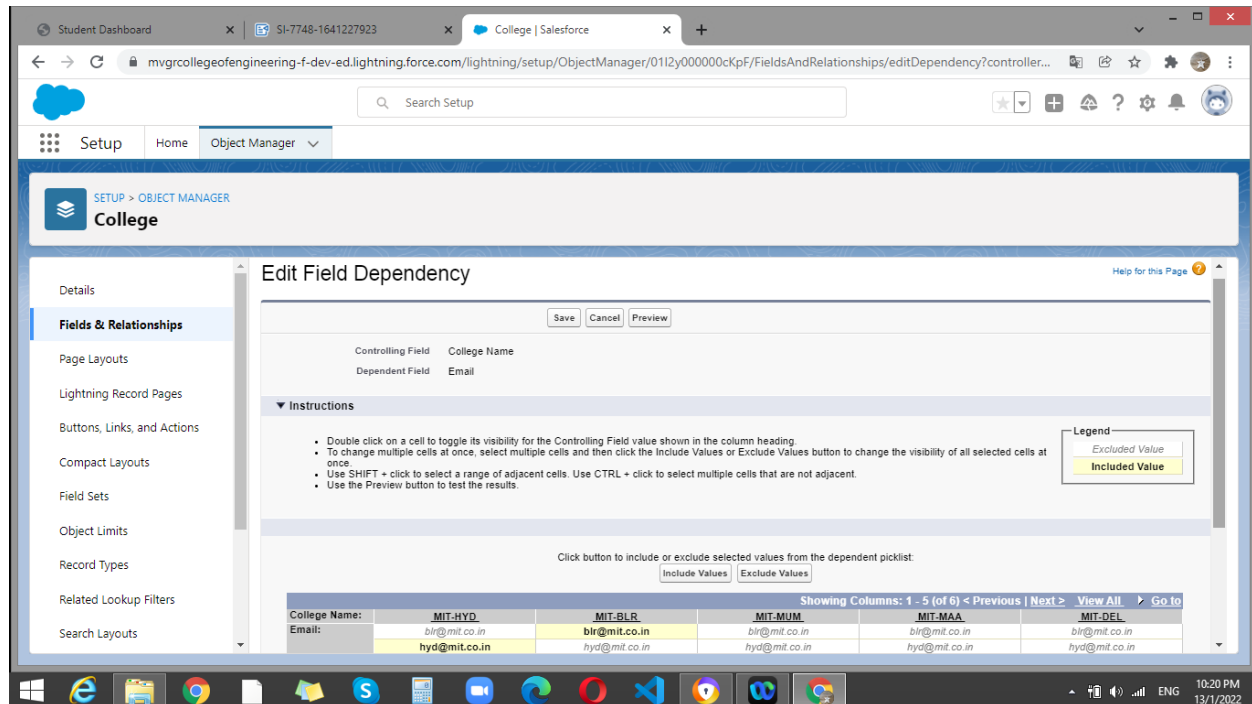 Student Dashboard
SI-7748-1641227923
College | Salesforce
mvgrcollegeofengineering-f-dev-ed.lightning.force.com/lightning/setup/ObjectManager/01I2y000000cKpF/FieldsAndRelationships/editDependency?controller...
Search Setup
Setup Home Object Manager
SETUP > OBJECT MANAGER
College
Details
Fields & Relationships
Page Layouts
Lightning Record Pages
Buttons, Links, and Actions
Compact Layouts
Field Sets
Object Limits
Record Types
Related Lookup Filters
Search Layouts
Edit Field Dependency
Help for this Page
Save Cancel Preview
Controlling Field College Name
Dependent Field Email
Instructions
Double click on a cell to toggle its visibility for the Controlling Field value shown in the column heading.
To change multiple cells at once, select multiple cells and then click the Include Values or Exclude Values button to change the visibility of all selected cells at
once.
Use SHIFT + click to select a range of adjacent cells. Use CTRL + click to select multiple cells that are not adjacent.
Use the Preview button to test the results.
Legend
Excluded Value
Included Value
Click button to include or exclude selected values from the dependent picklist:
Include Values Exclude Values
Showing Columns: 1 - 5 (of 6) < Previous | Next > View All Go to
College Name: MIT-HYD MIT-BLR MIT-MUM MIT-MAA MIT-DEL
Email: blr@mit.co.in blr@mit.co.in blr@mit.co.in blr@mit.co.in blr@mit.co.in
hyd@mit.co.in hyd@mit.co.in hyd@mit.co.in hyd@mit.co.in hyd@mit.co.in
ENG
10:20 PM
13/1/2022